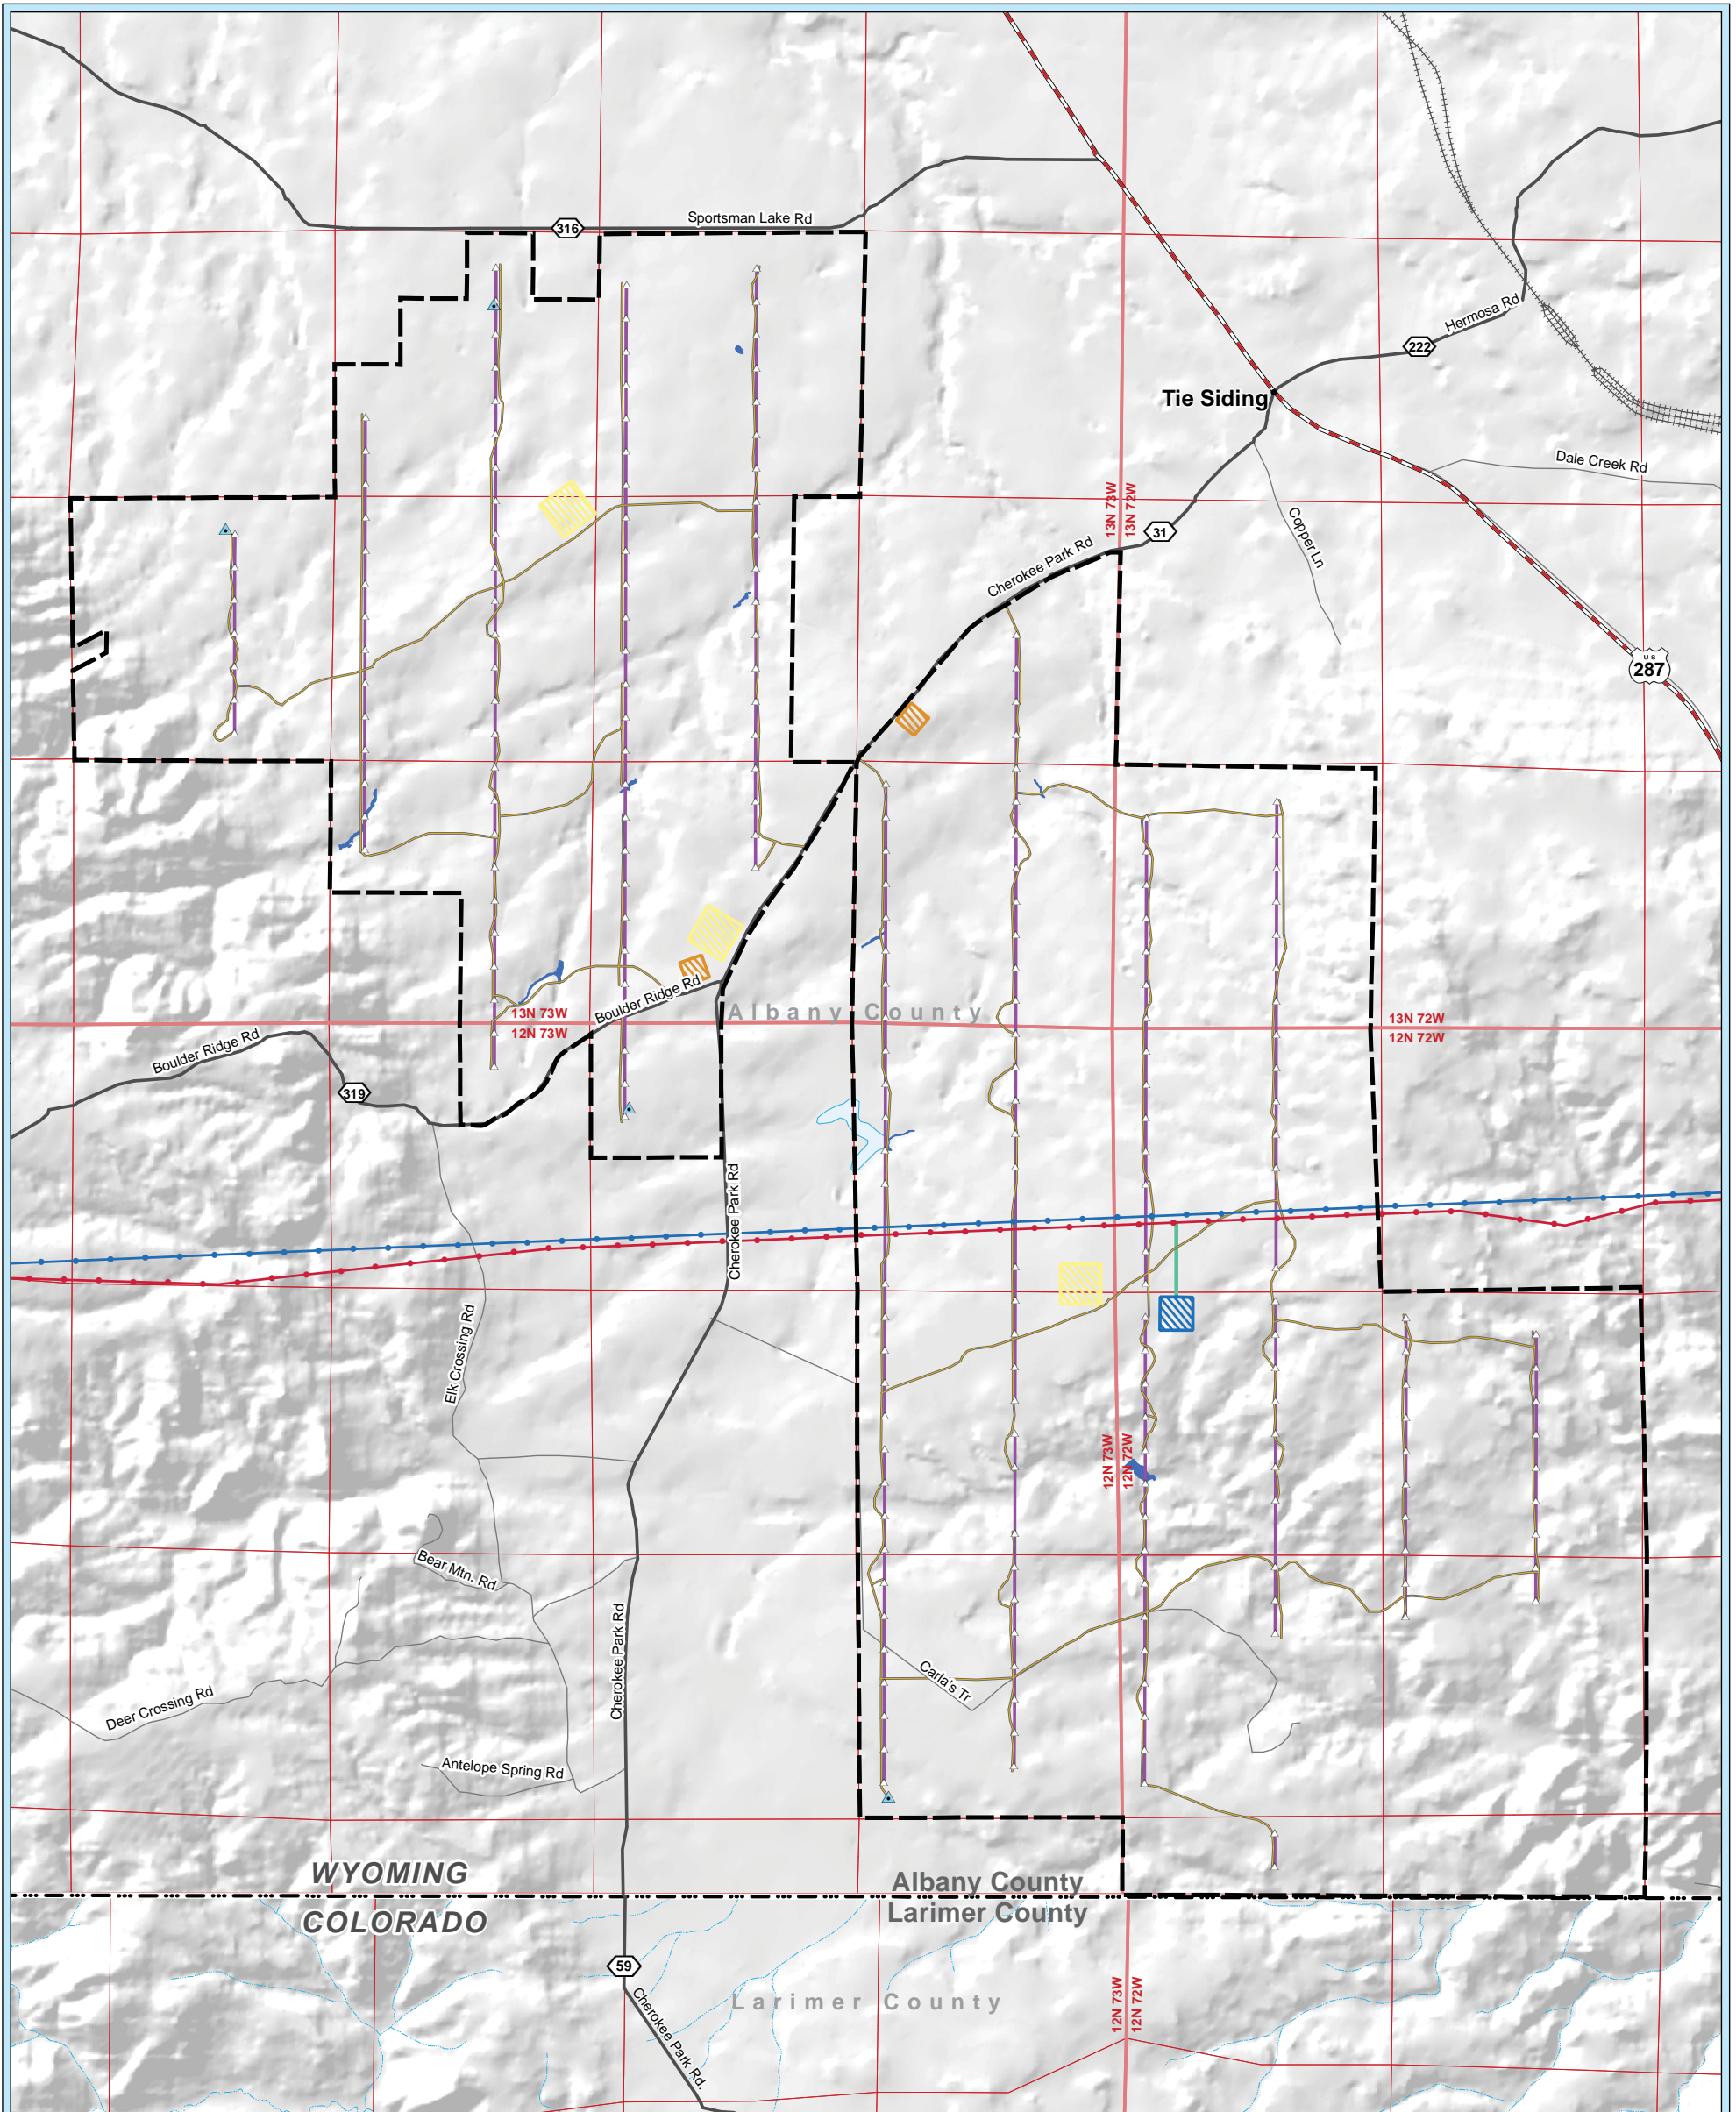 Sportsman Lake Rd
316
Hermosa Rd
222
Tie Siding
Dale Creek Rd
13N 73W
13N 72W
31
Copper Ln
Cherokee Park Rd
US
287
Boulder Ridge Rd
Albany County
13N 73W
12N 73W
13N 72W
12N 72W
Boulder Ridge Rd
319
Cherokee Park Rd
Elk Crossing Rd
12N 73W
12N 72W
Bear Mtn. Rd
Cherokee Park Rd
Carla's Tr
Deer Crossing Rd
Antelope Spring Rd
WYOMING
COLORADO
Albany County
Larimer County
59
Larimer County
12N 73W
12N 72W
Cherokee Park Rd.